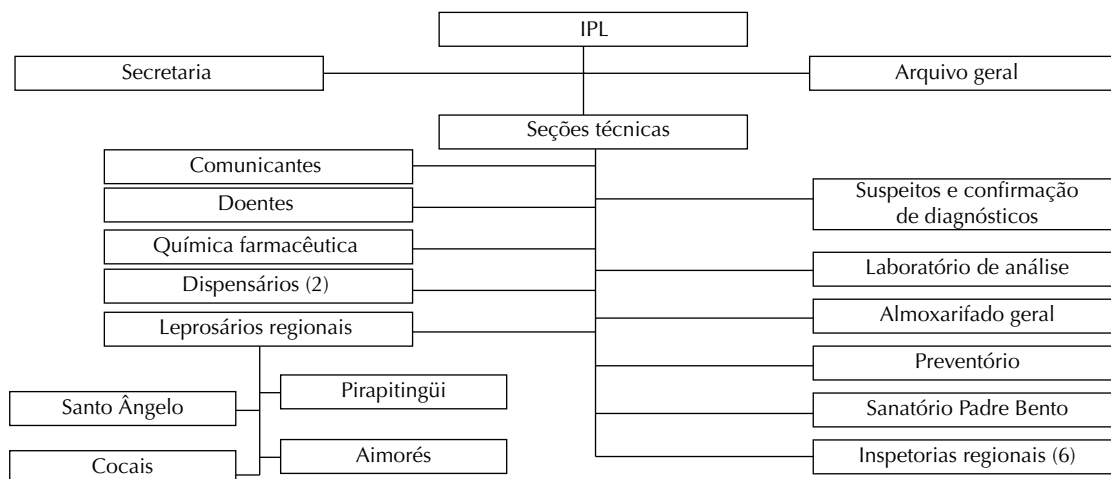 IPL
Secretaria
Arquivo geral
Seções técnicas
Comunicantes
Doentes
Química farmacêutica
Dispensários (2)
Leprosários regionais
Suspeitos e confirmação
de diagnósticos
Laboratório de análise
Almoxarifado geral
Preventório
Sanatório Padre Bento
Inspetorias regionais (6)
Pirapitingüi
Santo Ângelo
Aimorés
Cocais